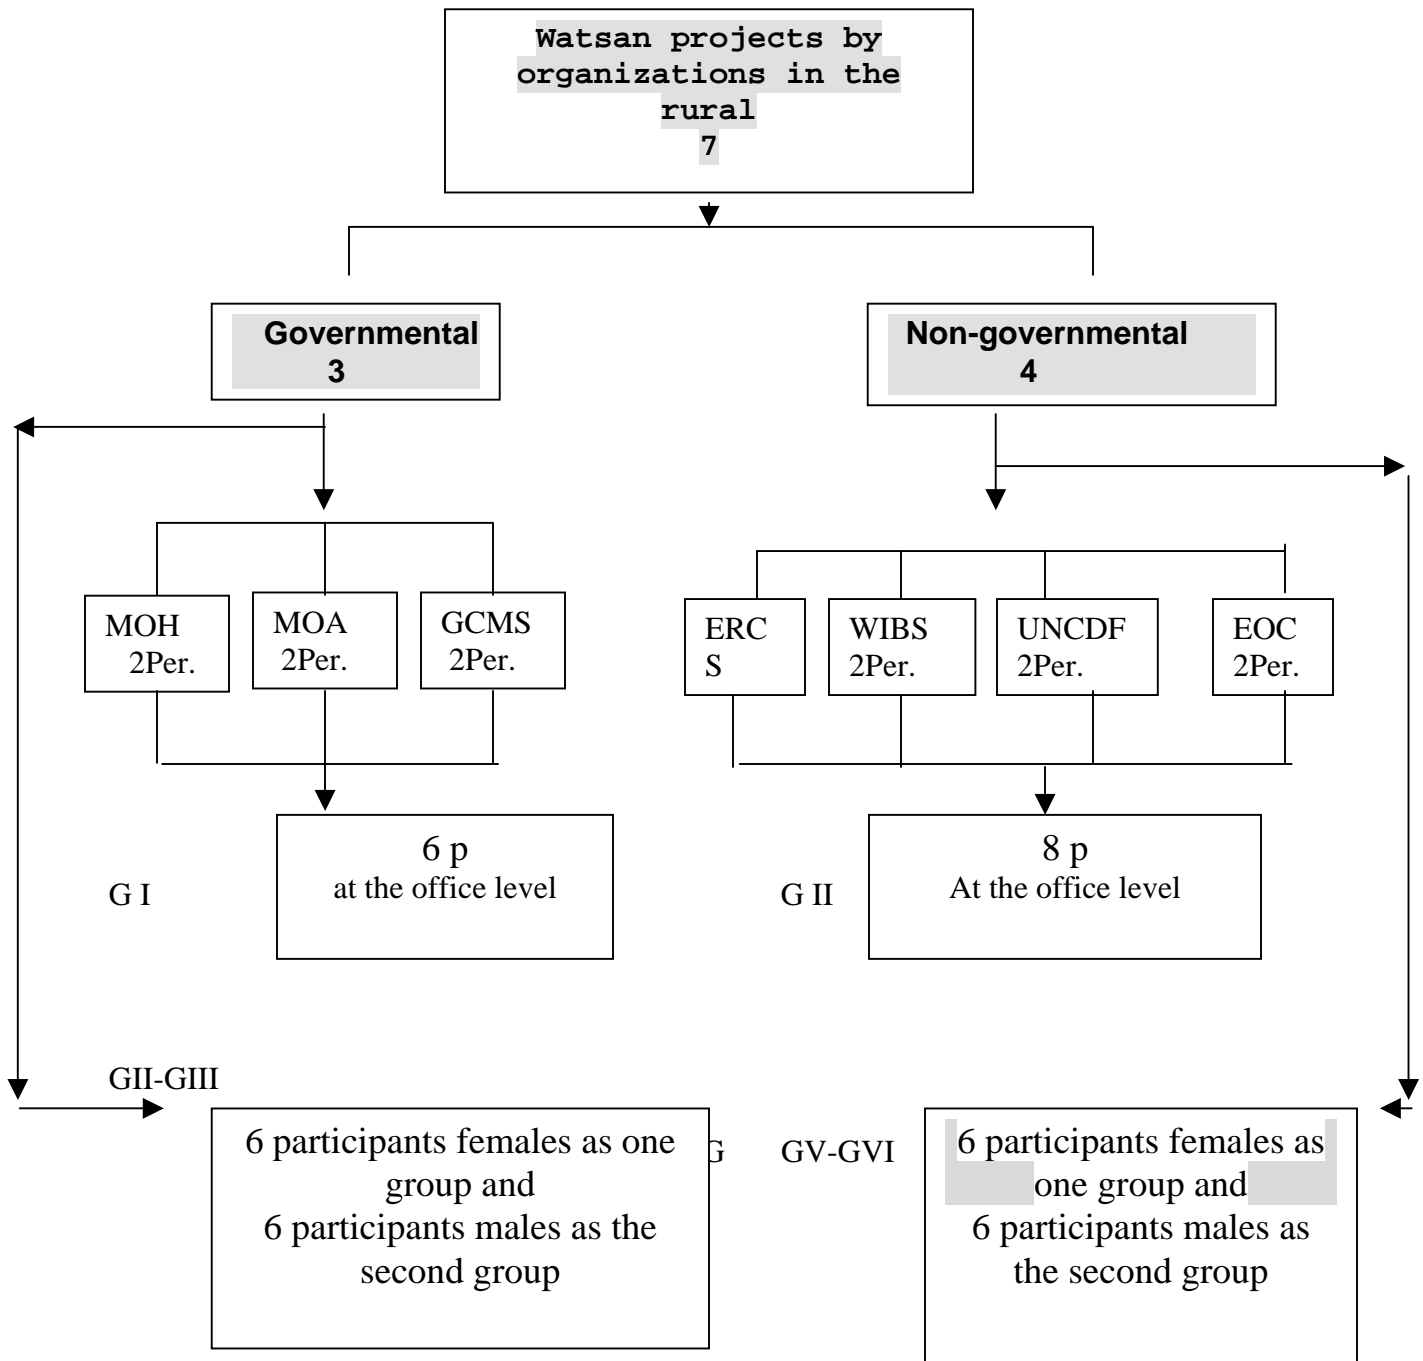 Watsan projects by
organizations in the
rural
7
Governmental
3
Non-governmental
4
MOH
2Per.
MOA
2Per.
GCMS
2Per.
ERC
S
WIBS
2Per.
UNCDF
2Per.
EOC
2Per.
G I
6 p
at the office level
G II
8 p
At the office level
GII-GIII
6 participants females as one
group and
6 participants males as the
second group
G
GV-GVI
6 participants females as
one group and
6 participants males as
the second group